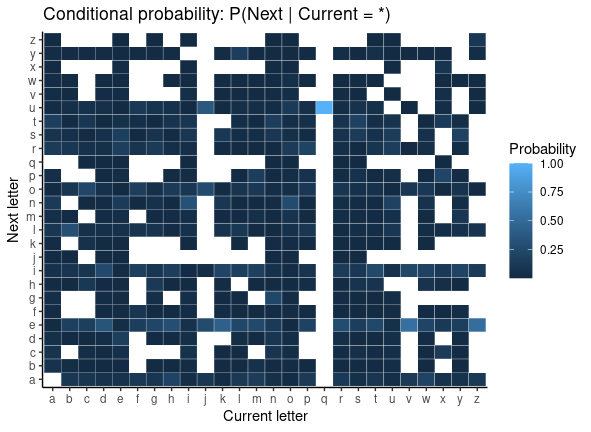 Conditional probability: P(Next | Current = *)
z
y
x
w
v
u
t
s
r
q
p
o
n
m
l
k
j
i
h
g
f
e
d
c
b
a
Next letter
a b c d e f g h i j k l m n o p q r s t u v w x y z
Current letter
Probability
1.00
0.75
0.50
0.25